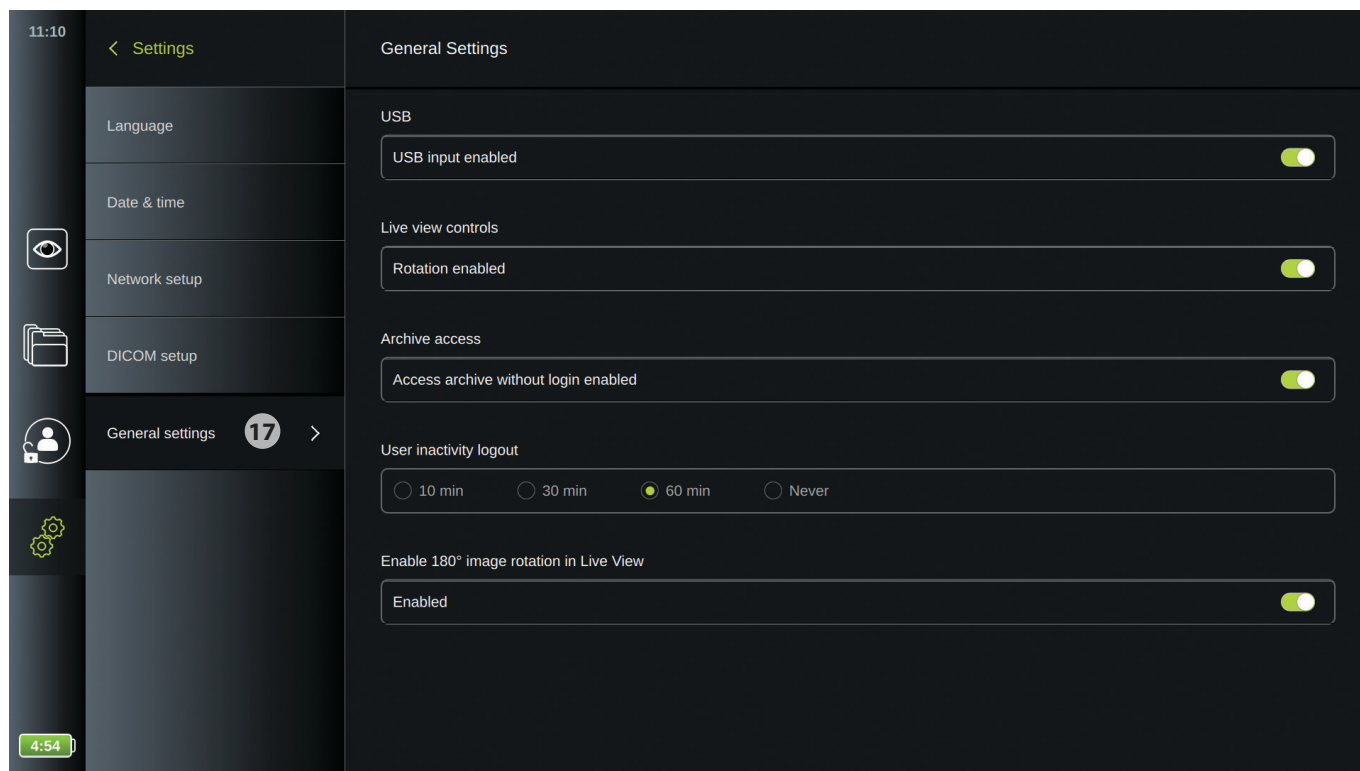 11:10
Settings
Language
Date & time
Network setup
DICOM setup
General settings 17
4:54
General Settings
USB
USB input enabled
Live view controls
Rotation enabled
Archive access
Access archive without login enabled
User inactivity logout
10 min 30 min 60 min Never
Enable 180° image rotation in Live View
Enabled